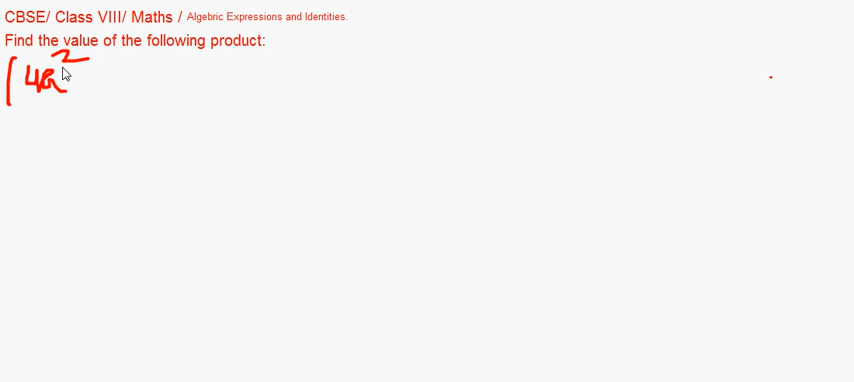 CBSE/ Class VIII/ Maths / Algebric Expressions and Identities.
Find the value of the following product:
(4a²